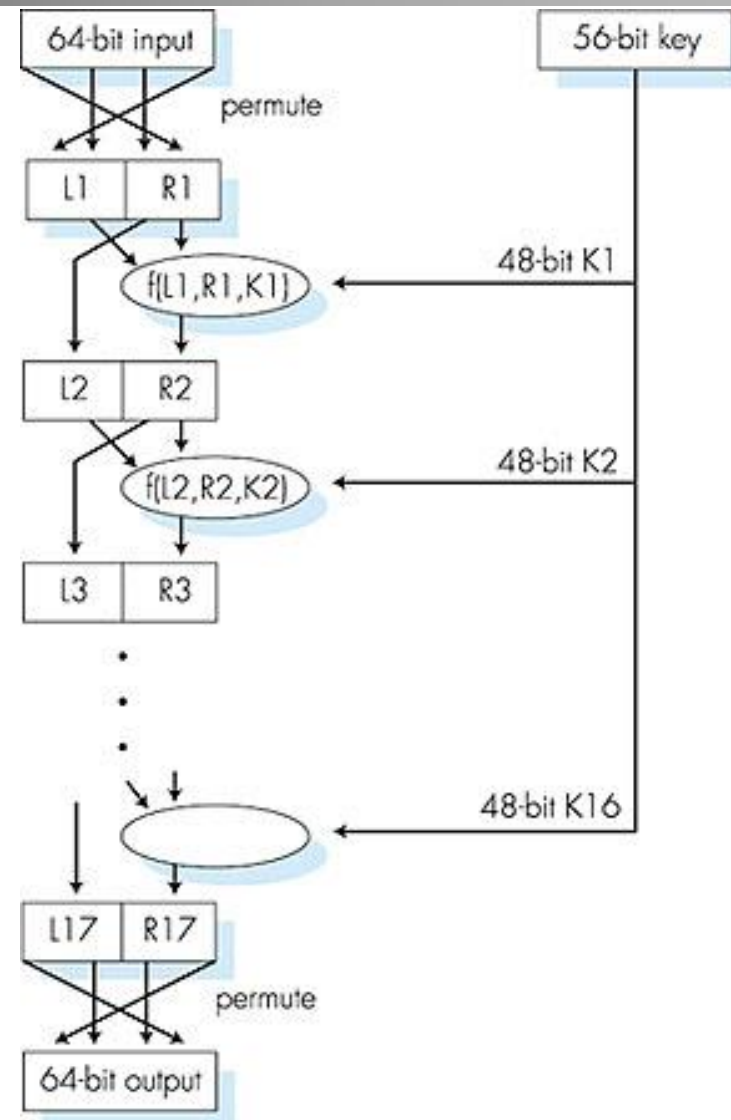 64-bit input
56-bit key
permute
L1 R1
48-bit K1
f(L1,R1,K1)
L2 R2
48-bit K2
f(L2,R2,K2)
L3 R3
48-bit K16
L17 R17
permute
64-bit output